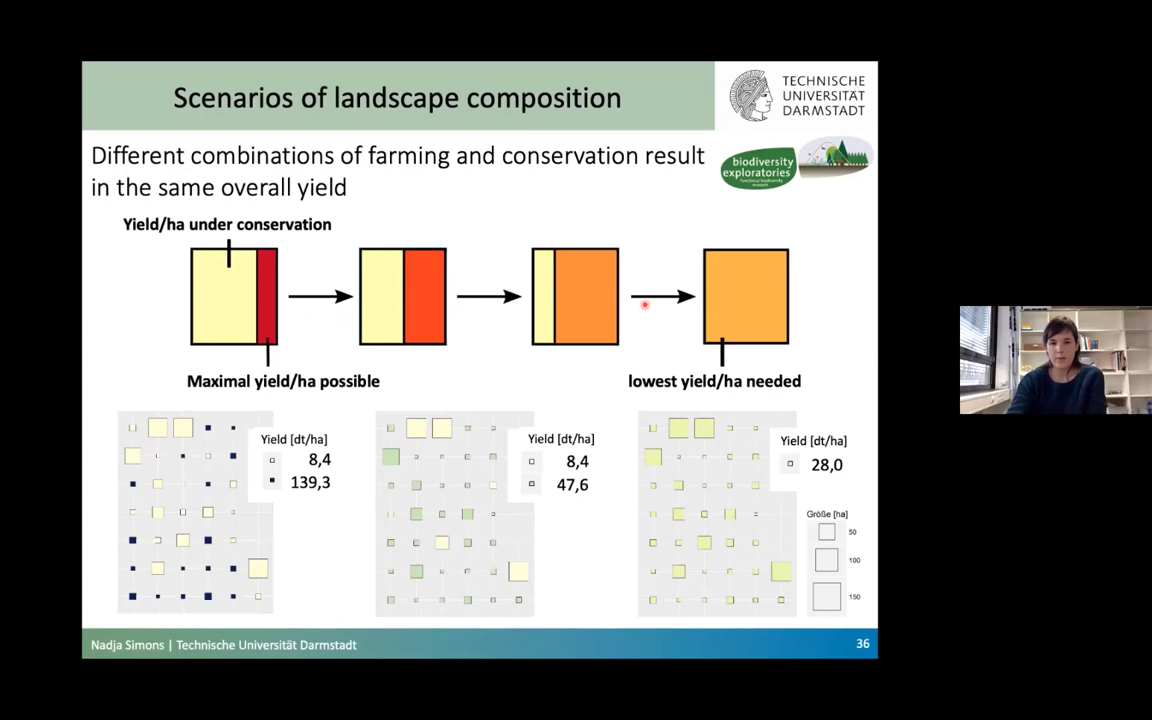 Scenarios of landscape composition
TECHNISCHE
UNIVERSITÄT
DARMSTADT
Different combinations of farming and conservation result
in the same overall yield
biodiversity
exploratories
Yield/ha under conservation
Maximal yield/ha possible
lowest yield/ha needed
Yield [dt/ha]
8,4
139,3
Yield [dt/ha]
8,4
47,6
Yield [dt/ha]
28,0
Größe [ha]
50
100
150
Nadja Simons | Technische Universität Darmstadt
36